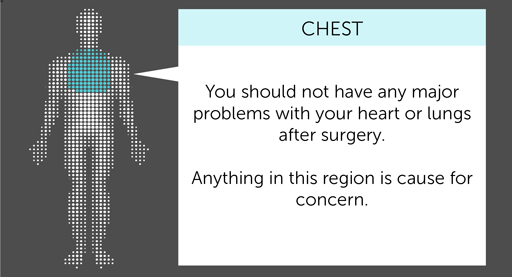 CHEST
You should not have any major
problems with your heart or lungs
after surgery.
Anything in this region is cause for
concern.